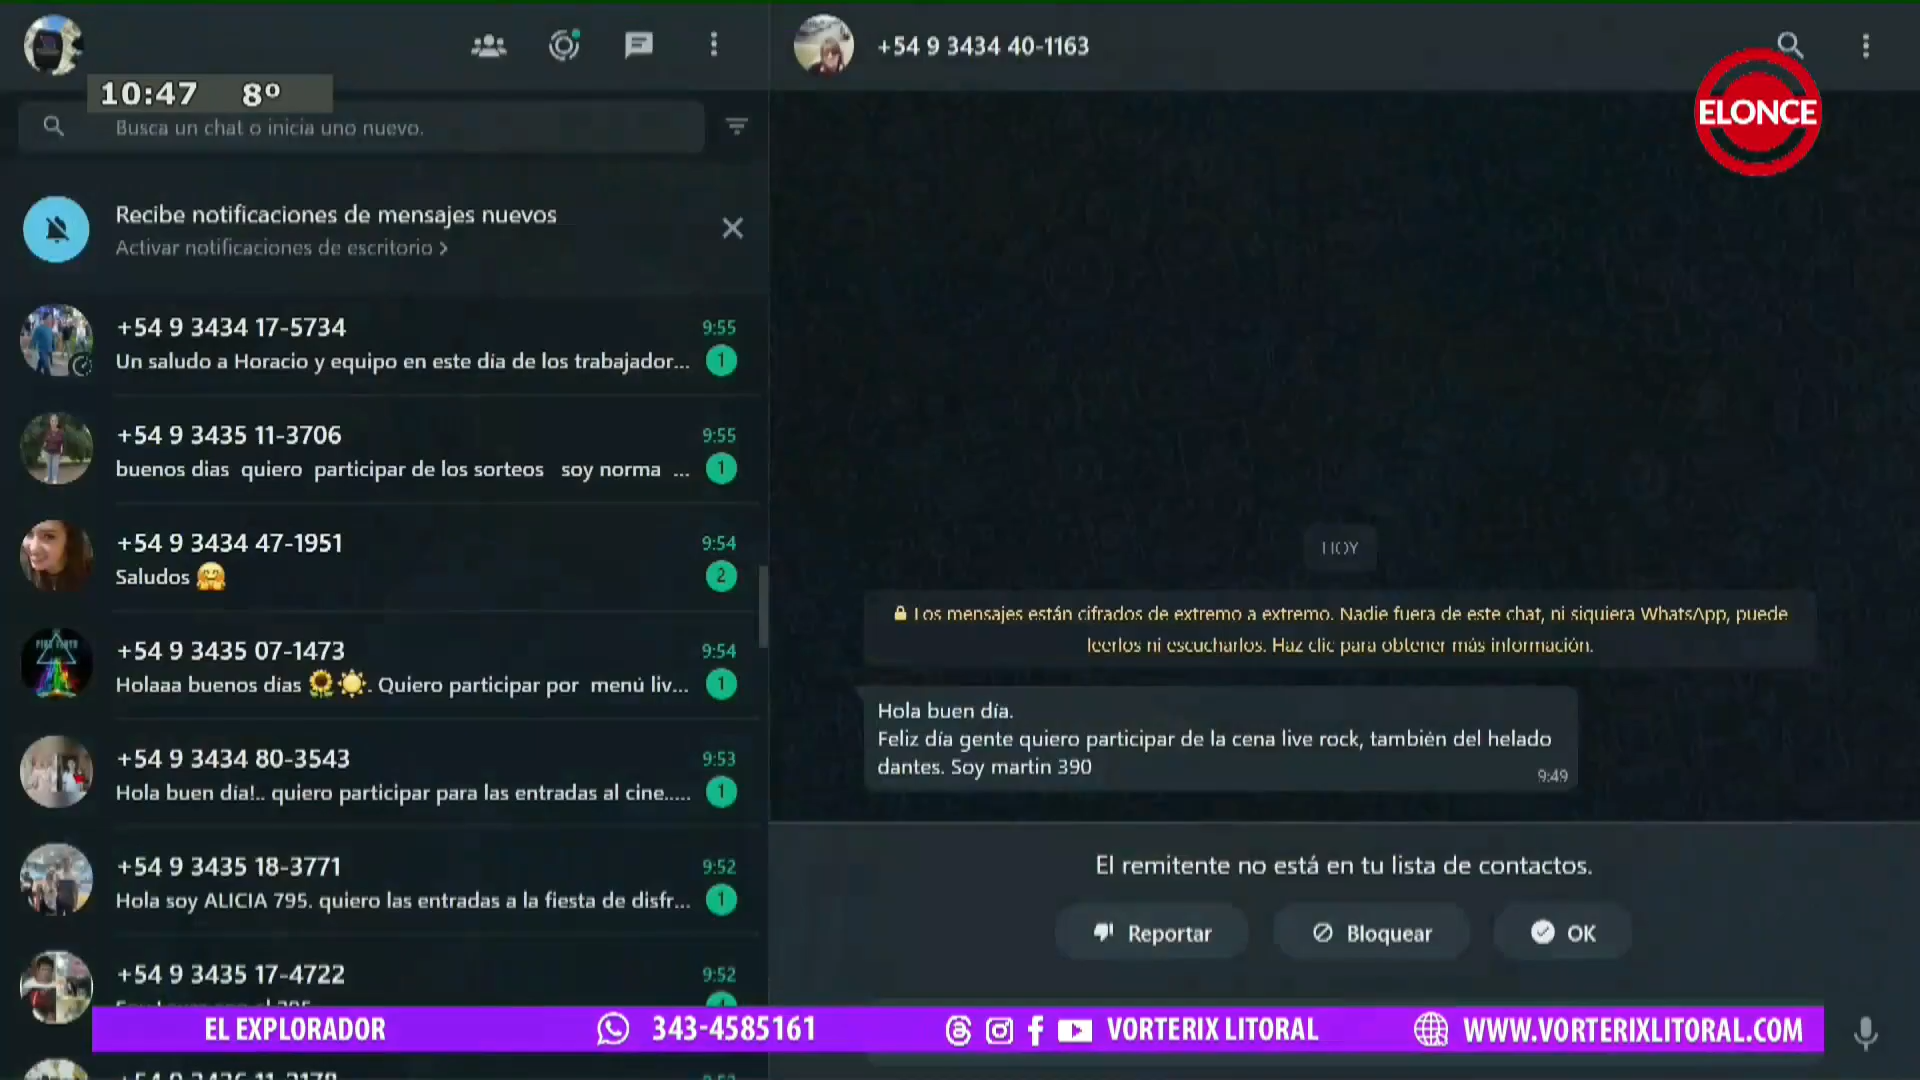 +54 9 3434 40-1163
ELONCE
10:47 8º
Busca un chat o inicia uno nuevo.
Recibe notificaciones de mensajes nuevos
Activar notificaciones de escritorio >
+54 9 3434 17-5734
9:55
Un saludo a Horacio y equipo en este día de los trabajador...
1
+54 9 3435 11-3706
9:55
buenos dias quiero participar de los sorteos soy norma ...
1
+54 9 3434 47-1951
9:54
Saludos 🤗
2
+54 9 3435 07-1473
9:54
Holaaa buenos días 🌻☀️. Quiero participar por menú liv...
1
+54 9 3434 80-3543
9:53
Hola buen día!.. quiero participar para las entradas al cine.....
1
+54 9 3435 18-3771
9:52
Hola soy ALICIA 795. quiero las entradas a la fiesta de disfr...
1
+54 9 3435 17-4722
9:52
HOY
Los mensajes están cifrados de extremo a extremo. Nadie fuera de este chat, ni siquiera WhatsApp, puede
leerlos ni escucharlos. Haz clic para obtener más información.
Hola buen día.
Feliz día gente quiero participar de la cena live rock, también del helado
dantes. Soy martin 390
9:49
El remitente no está en tu lista de contactos.
Reportar
Bloquear
OK
EL EXPLORADOR 343-4585161 VORTERIX LITORAL WWW.VORTERIXLITORAL.COM